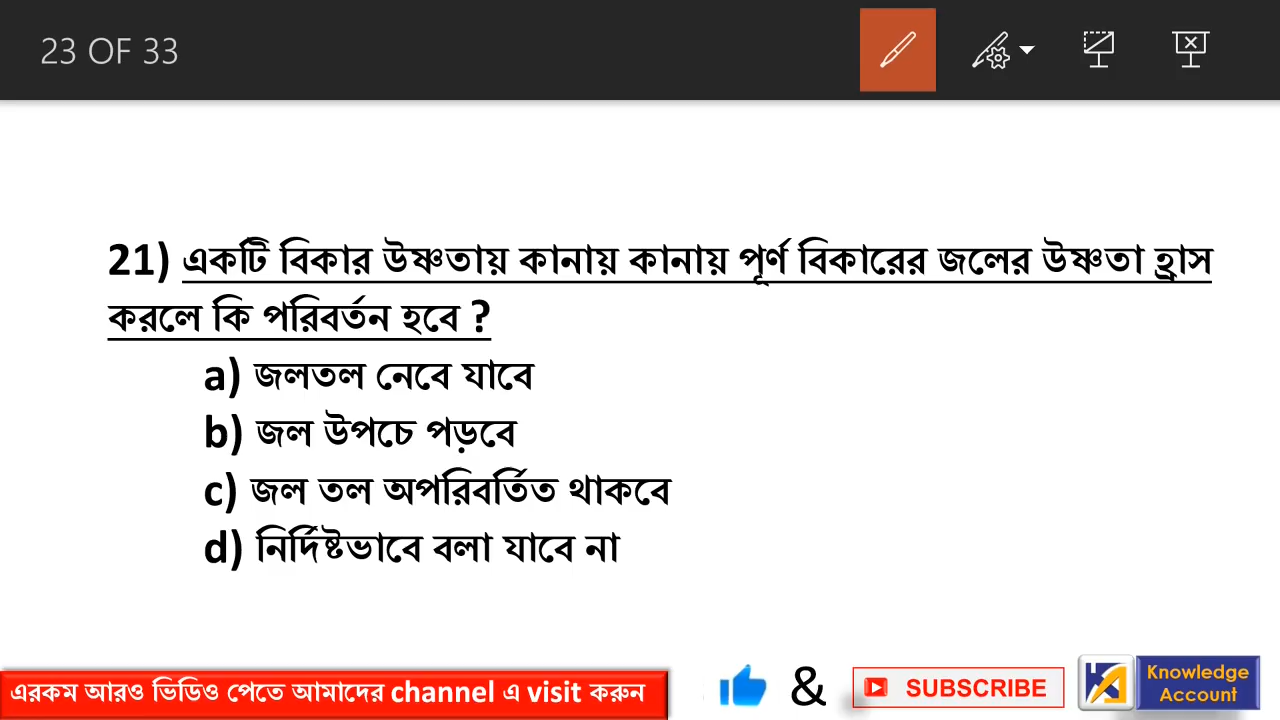 23 OF 33
21) একটি বিকার উষ্ণতায় কানায় কানায় পূর্ণ বিকারের জলের উষ্ণতা হ্রাস
করলে কি পরিবর্তন হবে ?
a) জলতল নেবে যাবে
b) জল উপচে পড়বে
c) জল তল অপরিবর্তিত থাকবে
d) নির্দিষ্টভাবে বলা যাবে না
এরকম আরও ভিডিও পেতে আমাদের channel এ visit করুন
& SUBSCRIBE
Knowledge
Account